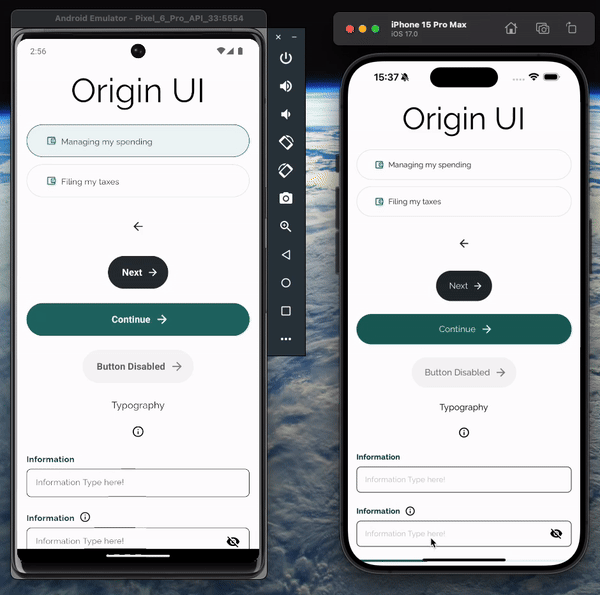 Android Emulator - Pixel_6_Pro_API_33:5554
2:56
Origin UI
Managing my spending
Filing my taxes
Next
Continue
Button Disabled
Typography
Information
Information Type here!
Information
Information Type here!
iPhone 15 Pro Max
iOS 17.0
15:37
Origin UI
Managing my spending
Filing my taxes
Next
Continue
Button Disabled
Typography
Information
Information Type here!
Information
Information Type here!